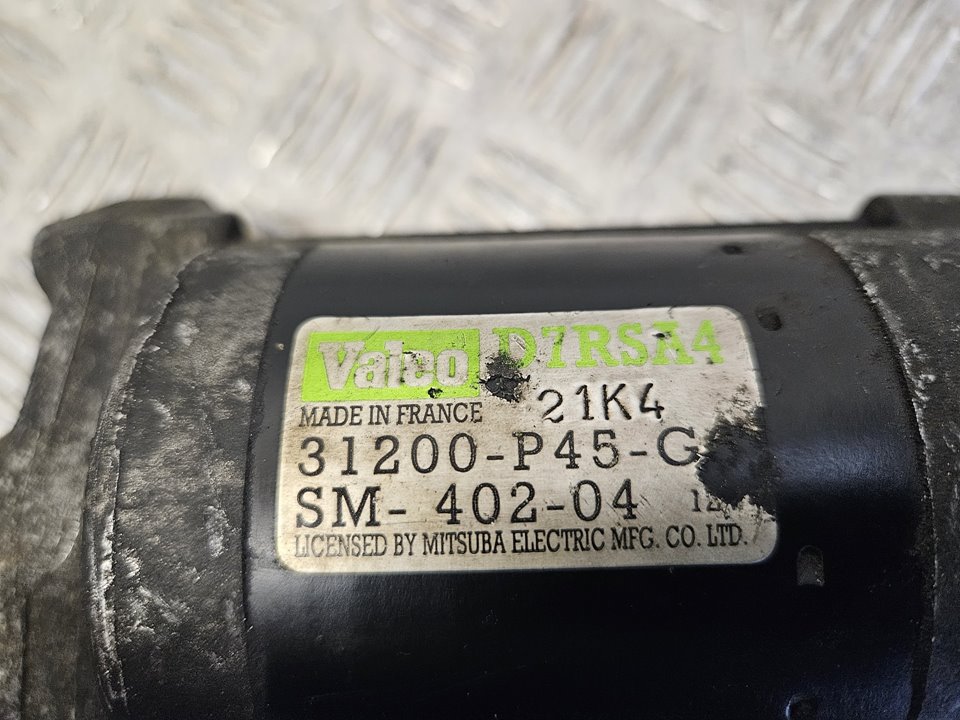 Valeo D7RSA4
MADE IN FRANCE 21K4
31200-P45-G
SM- 402-04
LICENSED BY MITSUBA ELECTRIC MFG. CO. LTD.